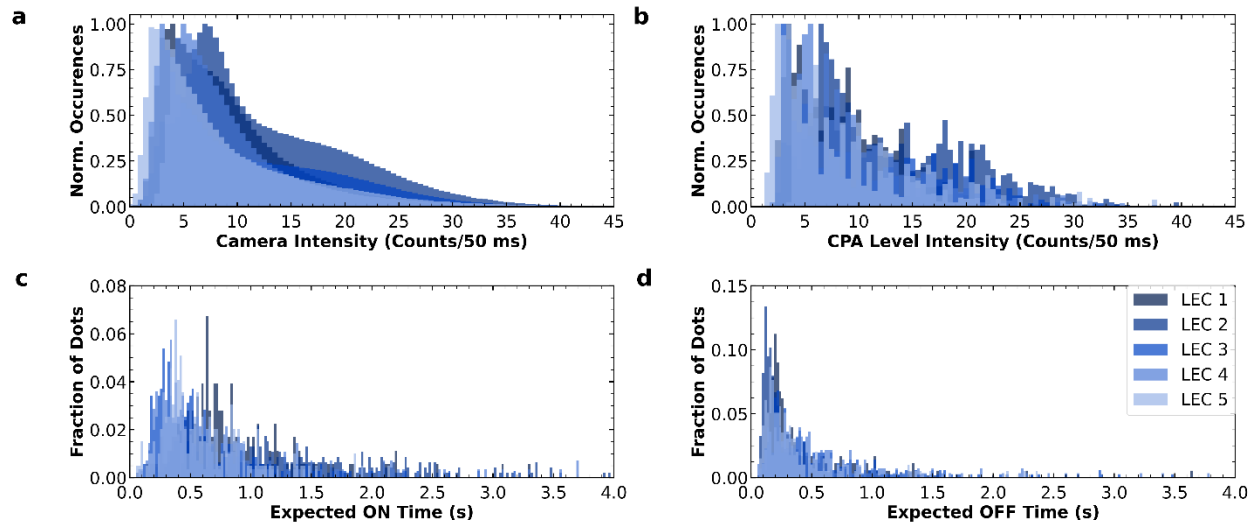 a
1.00
0.75
0.50
0.25
0.00
Norm. Occurences
0 5 10 15 20 25 30 35 40 45
Camera Intensity (Counts/50 ms)
b
1.00
0.75
0.50
0.25
0.00
Norm. Occurences
0 5 10 15 20 25 30 35 40 45
CPA Level Intensity (Counts/50 ms)
c
0.08
0.06
0.04
0.02
0.00
Fraction of Dots
0.0 0.5 1.0 1.5 2.0 2.5 3.0 3.5 4.0
Expected ON Time (s)
d
0.15
0.10
0.05
0.00
Fraction of Dots
0.0 0.5 1.0 1.5 2.0 2.5 3.0 3.5 4.0
Expected OFF Time (s)
LEC 1
LEC 2
LEC 3
LEC 4
LEC 5